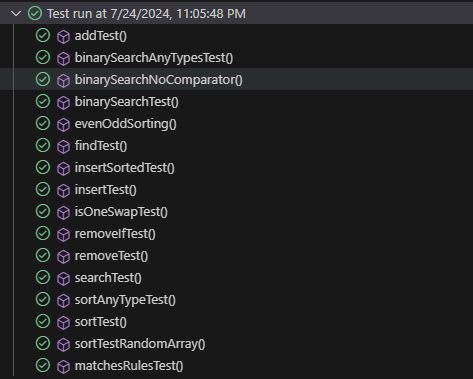 Test run at 7/24/2024, 11:05:48 PM
addTest()
binarySearchAnyTypesTest()
binarySearchNoComparator()
binarySearchTest()
evenOddSorting()
findTest()
insertSortedTest()
insertTest()
isOneSwapTest()
removeIfTest()
removeTest()
searchTest()
sortAnyTypeTest()
sortTest()
sortTestRandomArray()
matchesRulesTest()